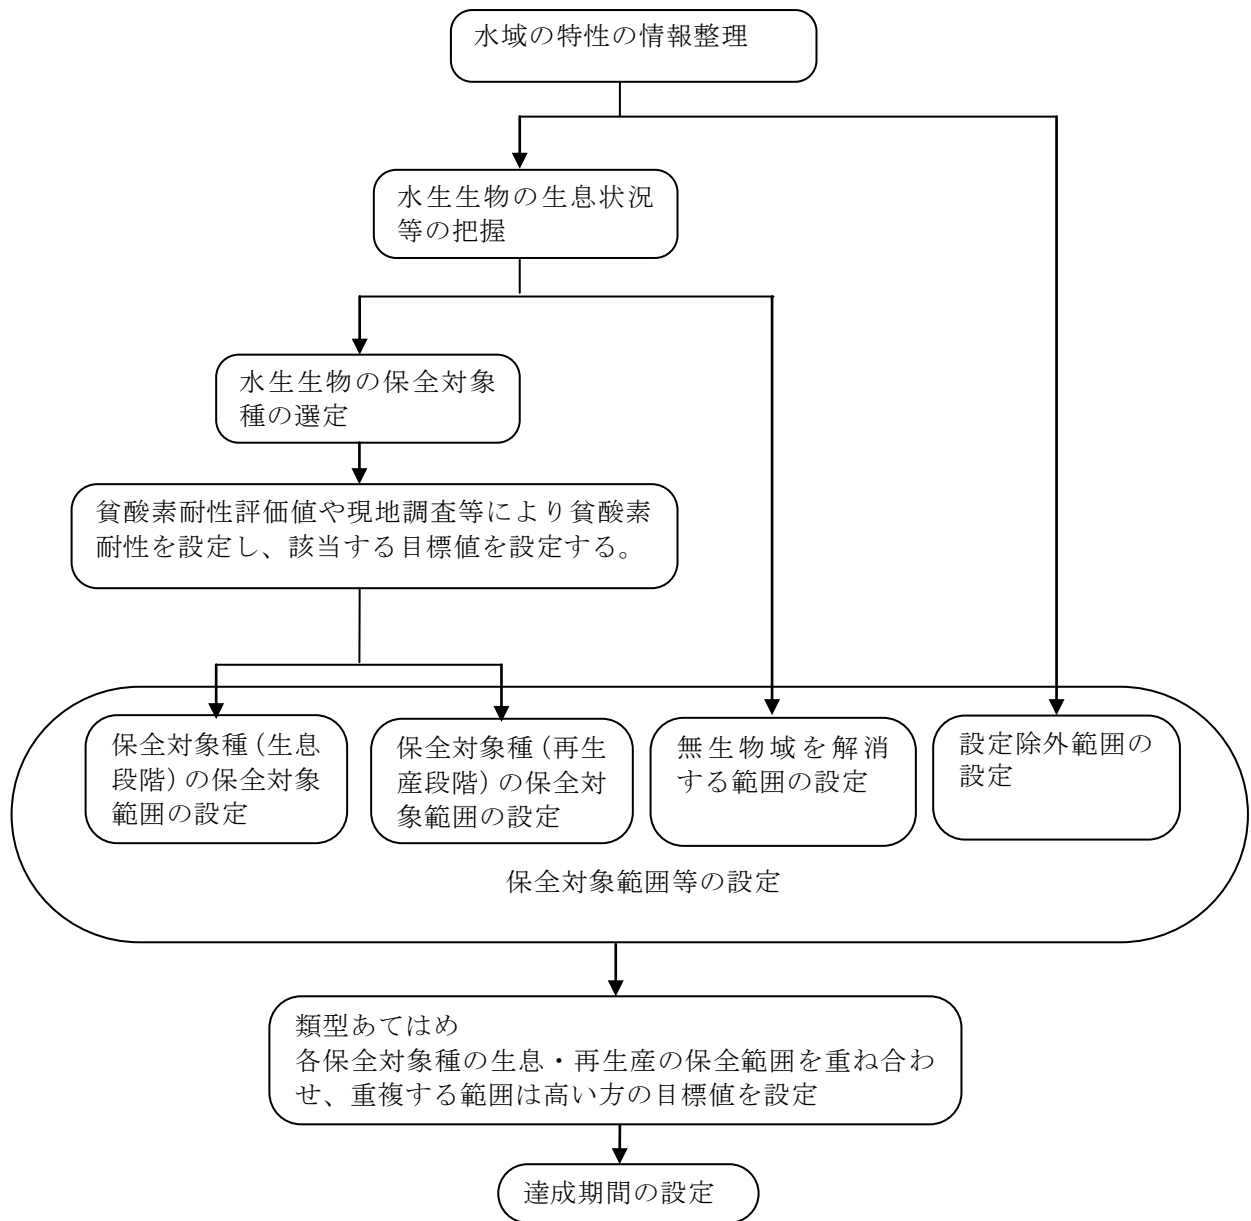 水域の特性の情報整理
水生生物の生息状況
等の把握
水生生物の保全対象
種の選定
貧酸素耐性評価値や現地調査等により貧酸素
耐性を設定し、該当する目標値を設定する。
保全対象種（生息
段階）の保全対象
範囲の設定
保全対象種（再生
産段階）の保全対
象範囲の設定
無生物域を解消
する範囲の設定
設定除外範囲の
設定
保全対象範囲等の設定
類型あてはめ
各保全対象種の生息・再生産の保全範囲を重ね合わ
せ、重複する範囲は高い方の目標値を設定
達成期間の設定